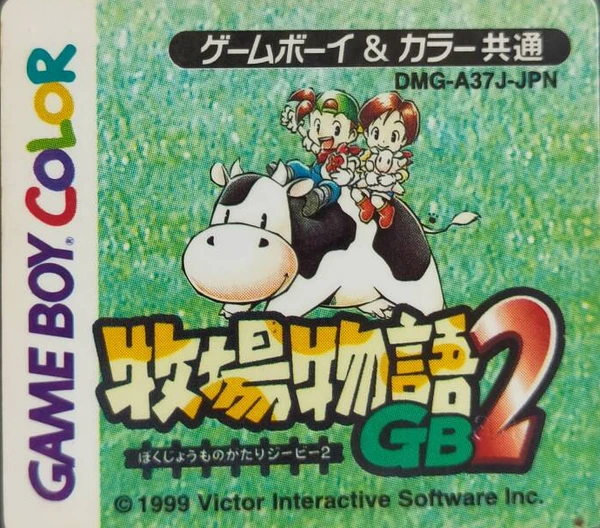 ゲームボーイ & カラー共通
DMG-A37J-JPN
GAME BOY® COLOR
牧場物語
GB2
ぼくじょうものがたりジービー2
© 1999 Victor Interactive Software Inc.